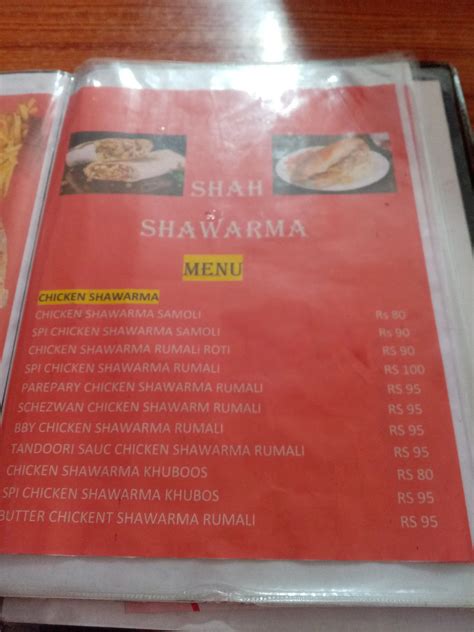 SHAH
SHAWARMA
MENU
CHICKEN SHAWARMA
CHICKEN SHAWARMA SAMOLI Rs 80
SPI CHICKEN SHAWARMA SAMOLI Rs 90
CHICKEN SHAWARMA RUMALI ROTI RS 90
SPI CHICKEN SHAWARMA RUMALI RS 100
PAREPARY CHICKEN SHAWARMA RUMALI RS 95
SCHEZWAN CHICKEN SHAWARM RUMALI RS 95
BBY CHICKEN SHAWARMA RUMALI RS 95
TANDOORI SAUC CHICKEN SHAWARMA RUMALI RS 95
CHICKEN SHAWARMA KHUBOOS RS 80
SPI CHICKEN SHAWARMA KHUBOS RS 95
BUTTER CHICKENT SHAWARMA RUMALI RS 95